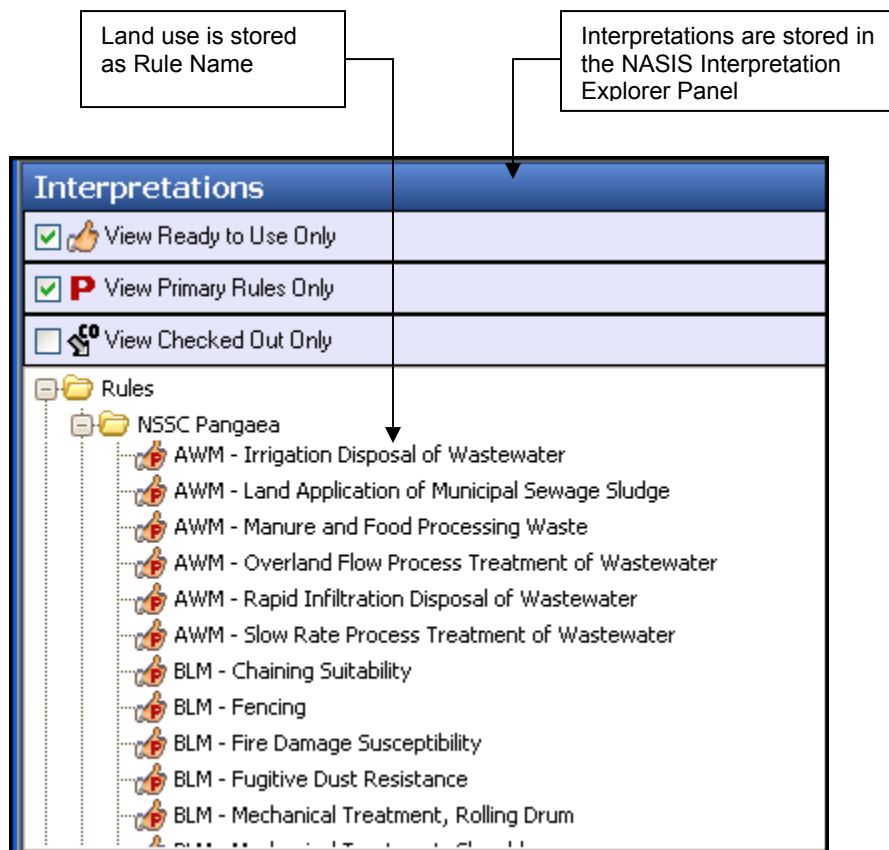 Land use is stored
as Rule Name
Interpretations are stored in
the NASIS Interpretation
Explorer Panel
Interpretations
View Ready to Use Only
P View Primary Rules Only
CO View Checked Out Only
Rules
NSSC Pangaea
P AWM - Irrigation Disposal of Wastewater
P AWM - Land Application of Municipal Sewage Sludge
P AWM - Manure and Food Processing Waste
P AWM - Overland Flow Process Treatment of Wastewater
P AWM - Rapid Infiltration Disposal of Wastewater
P AWM - Slow Rate Process Treatment of Wastewater
P BLM - Chaining Suitability
P BLM - Fencing
P BLM - Fire Damage Susceptibility
P BLM - Fugitive Dust Resistance
P BLM - Mechanical Treatment, Rolling Drum